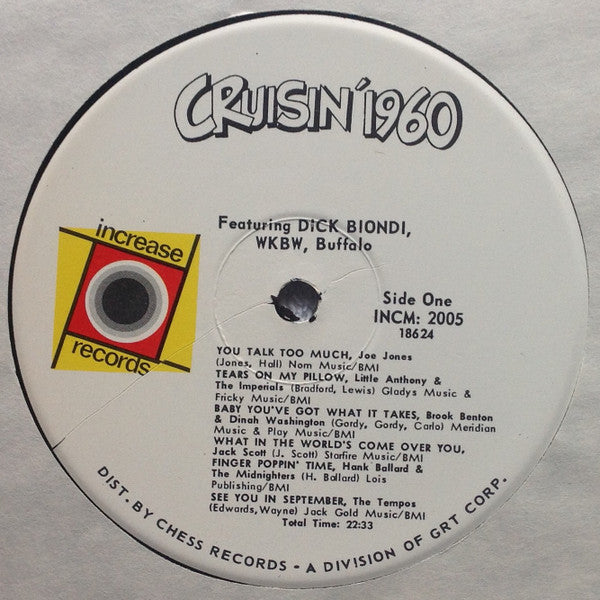 CRUISIN' 1960
Featuring DICK BIONDI,
WKBW, Buffalo
increase
records
Side One
INCM: 2005
18624
YOU TALK TOO MUCH, Joe Jones
(Jones, Hall) Nom Music/BMI
TEARS ON MY PILLOW, Little Anthony &
The Imperials (Bradford, Lewis) Gladys Music &
Fricky Music/BMI
BABY YOU'VE GOT WHAT IT TAKES, Brook Benton
& Dinah Washington (Gordy, Gordy, Carlo) Meridian
Music & Play Music/BMI
WHAT IN THE WORLD'S COME OVER YOU,
Jack Scott (J. Scott) Starfire Music/BMI
FINGER POPPIN' TIME, Hank Ballard &
The Midnighters (H. Ballard) Lois
Publishing/BMI
SEE YOU IN SEPTEMBER, The Tempos
(Edwards, Wayne) Jack Gold Music/BMI
Total Time: 22:33
DIST. BY CHESS RECORDS - A DIVISION OF GRT CORP.